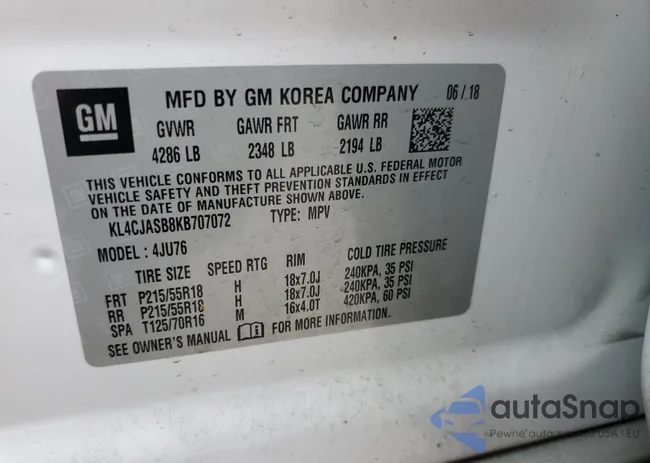 GM
MFD BY GM KOREA COMPANY 06/18
GVWR GAWR FRT GAWR RR
4286 LB 2348 LB 2194 LB
THIS VEHICLE CONFORMS TO ALL APPLICABLE U.S. FEDERAL MOTOR
VEHICLE SAFETY AND THEFT PREVENTION STANDARDS IN EFFECT
ON THE DATE OF MANUFACTURE SHOWN ABOVE.
KL4CJASB8KB707072 TYPE: MPV
MODEL: 4JU76
TIRE SIZE SPEED RTG RIM COLD TIRE PRESSURE
FRT P215/55R18 H 18x7.0J 240KPA, 35 PSI
RR P215/55R18 H 18x7.0J 240KPA, 35 PSI
SPA T125/70R16 M 16x4.0T 420KPA, 60 PSI
SEE OWNER'S MANUAL FOR MORE INFORMATION.
autoSnap